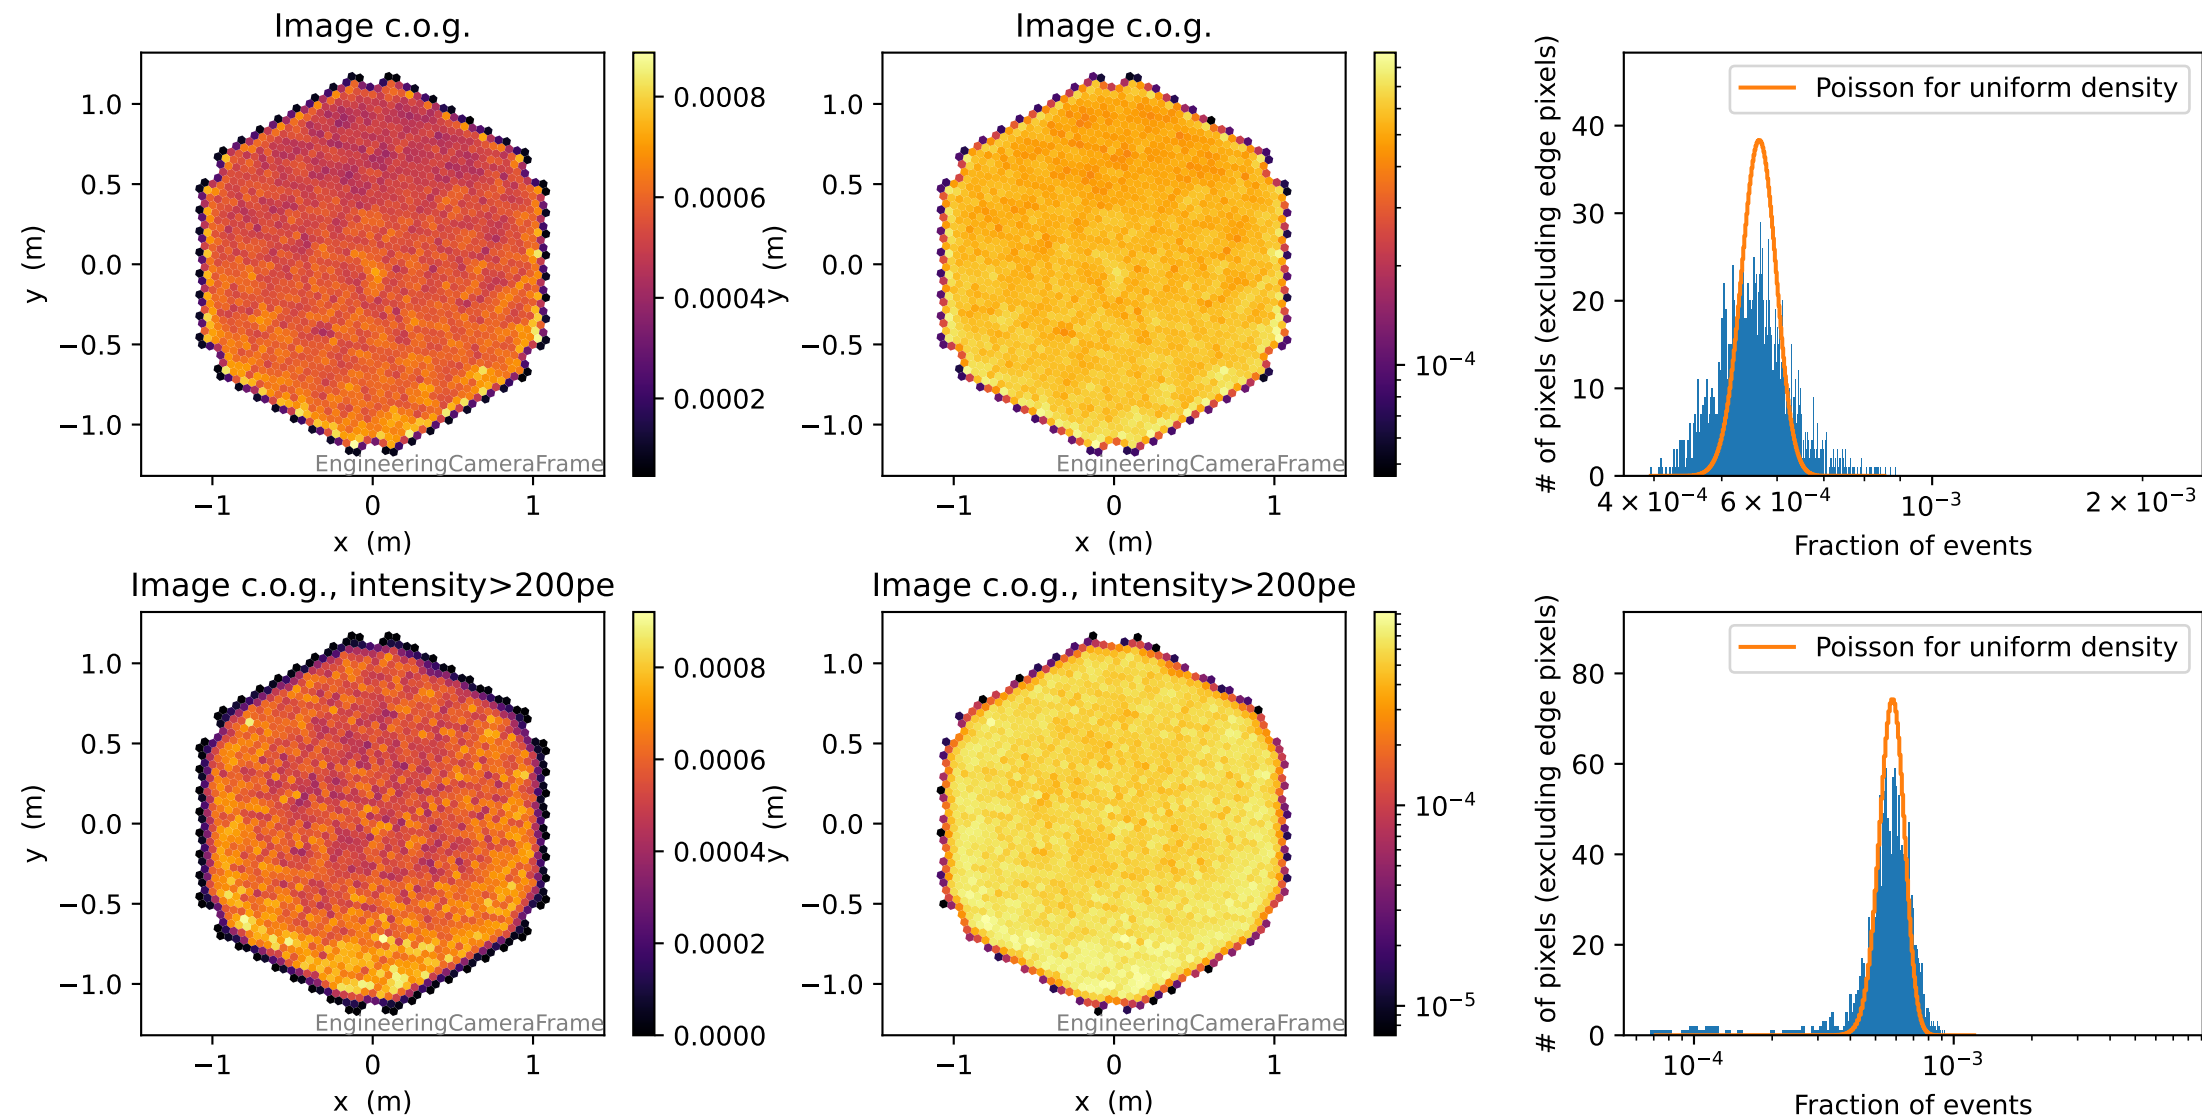 Image c.o.g.
1.0
0.5
0.0
−0.5
−1.0
y (m)
−1 0 1
x (m)
EngineeringCameraFrame
0.0008
0.0006
0.0004
0.0002
Image c.o.g.
1.0
0.5
0.0
−0.5
−1.0
y (m)
−1 0 1
x (m)
EngineeringCameraFrame
10⁻⁴
# of pixels (excluding edge pixels)
40
30
20
10
0
Poisson for uniform density
4 × 10⁻⁴ 6 × 10⁻⁴ 10⁻³ 2 × 10⁻³
Fraction of events
Image c.o.g., intensity>200pe
1.0
0.5
0.0
−0.5
−1.0
y (m)
−1 0 1
x (m)
EngineeringCameraFrame
0.0008
0.0006
0.0004
0.0002
0.0000
Image c.o.g., intensity>200pe
1.0
0.5
0.0
−0.5
−1.0
y (m)
−1 0 1
x (m)
EngineeringCameraFrame
10⁻⁴
10⁻⁵
# of pixels (excluding edge pixels)
80
60
40
20
0
Poisson for uniform density
10⁻⁴ 10⁻³
Fraction of events